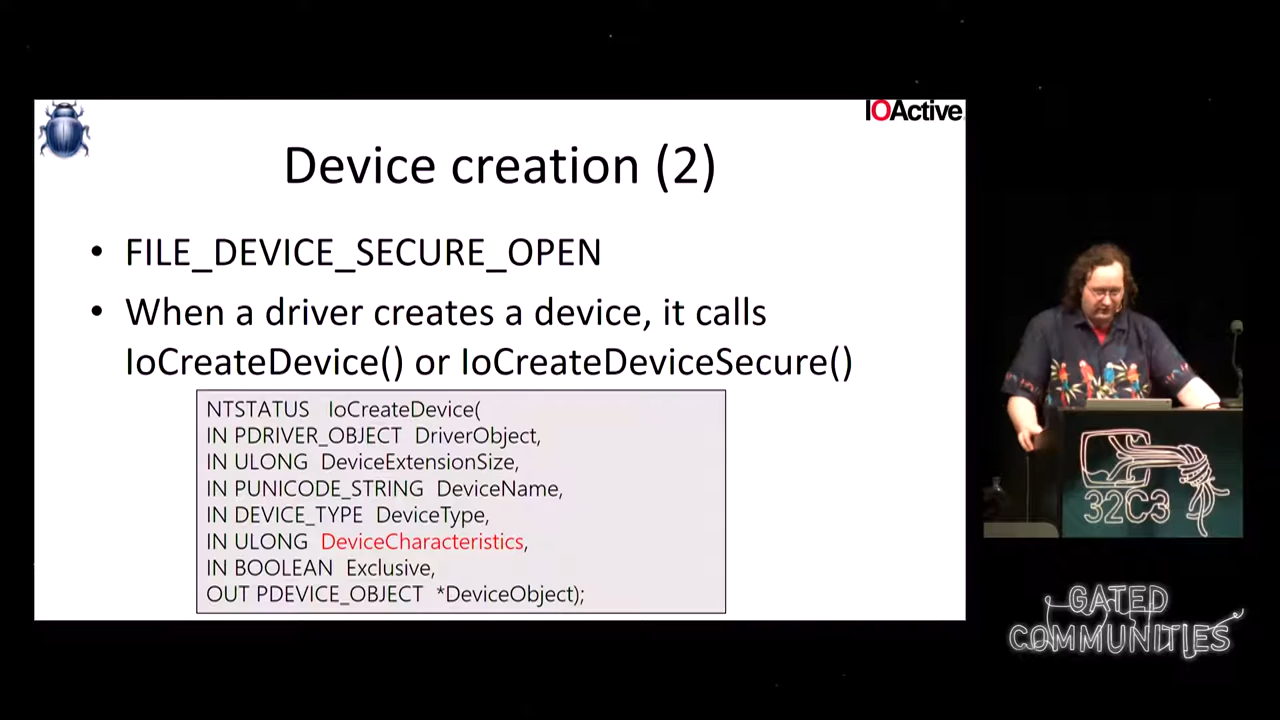 IOActive
Device creation (2)
• FILE_DEVICE_SECURE_OPEN
• When a driver creates a device, it calls
IoCreateDevice() or IoCreateDeviceSecure()
NTSTATUS IoCreateDevice(
IN PDRIVER_OBJECT DriverObject,
IN ULONG DeviceExtensionSize,
IN PUNICODE_STRING DeviceName,
IN DEVICE_TYPE DeviceType,
IN ULONG DeviceCharacteristics,
IN BOOLEAN Exclusive,
OUT PDEVICE_OBJECT *DeviceObject);
32C3
GATED
COMMUNITIES